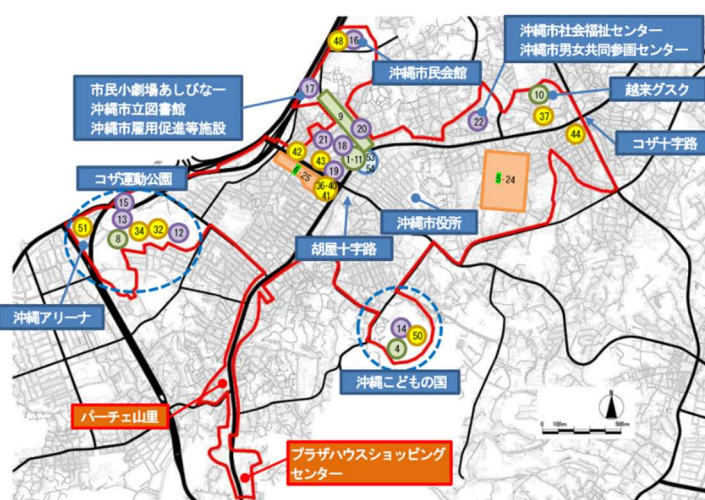 沖縄市社会福祉センター
沖縄市男女共同参画センター
48
16
沖縄市民会館
市民小劇場あしびなー
沖縄市立図書館
沖縄市雇用促進等施設
17
9
10
越来グスク
22
37
44
コザ十字路
21
20
18
42
43
1-11
53
54
19
6・25
36-40
41
5・24
コザ運動公園
15
13
51
8
34
32
12
沖縄市役所
胡屋十字路
沖縄アリーナ
14
50
4
沖縄こどもの国
パーチェ山里
プラザハウスショッピング
センター
N
0 100m 500m